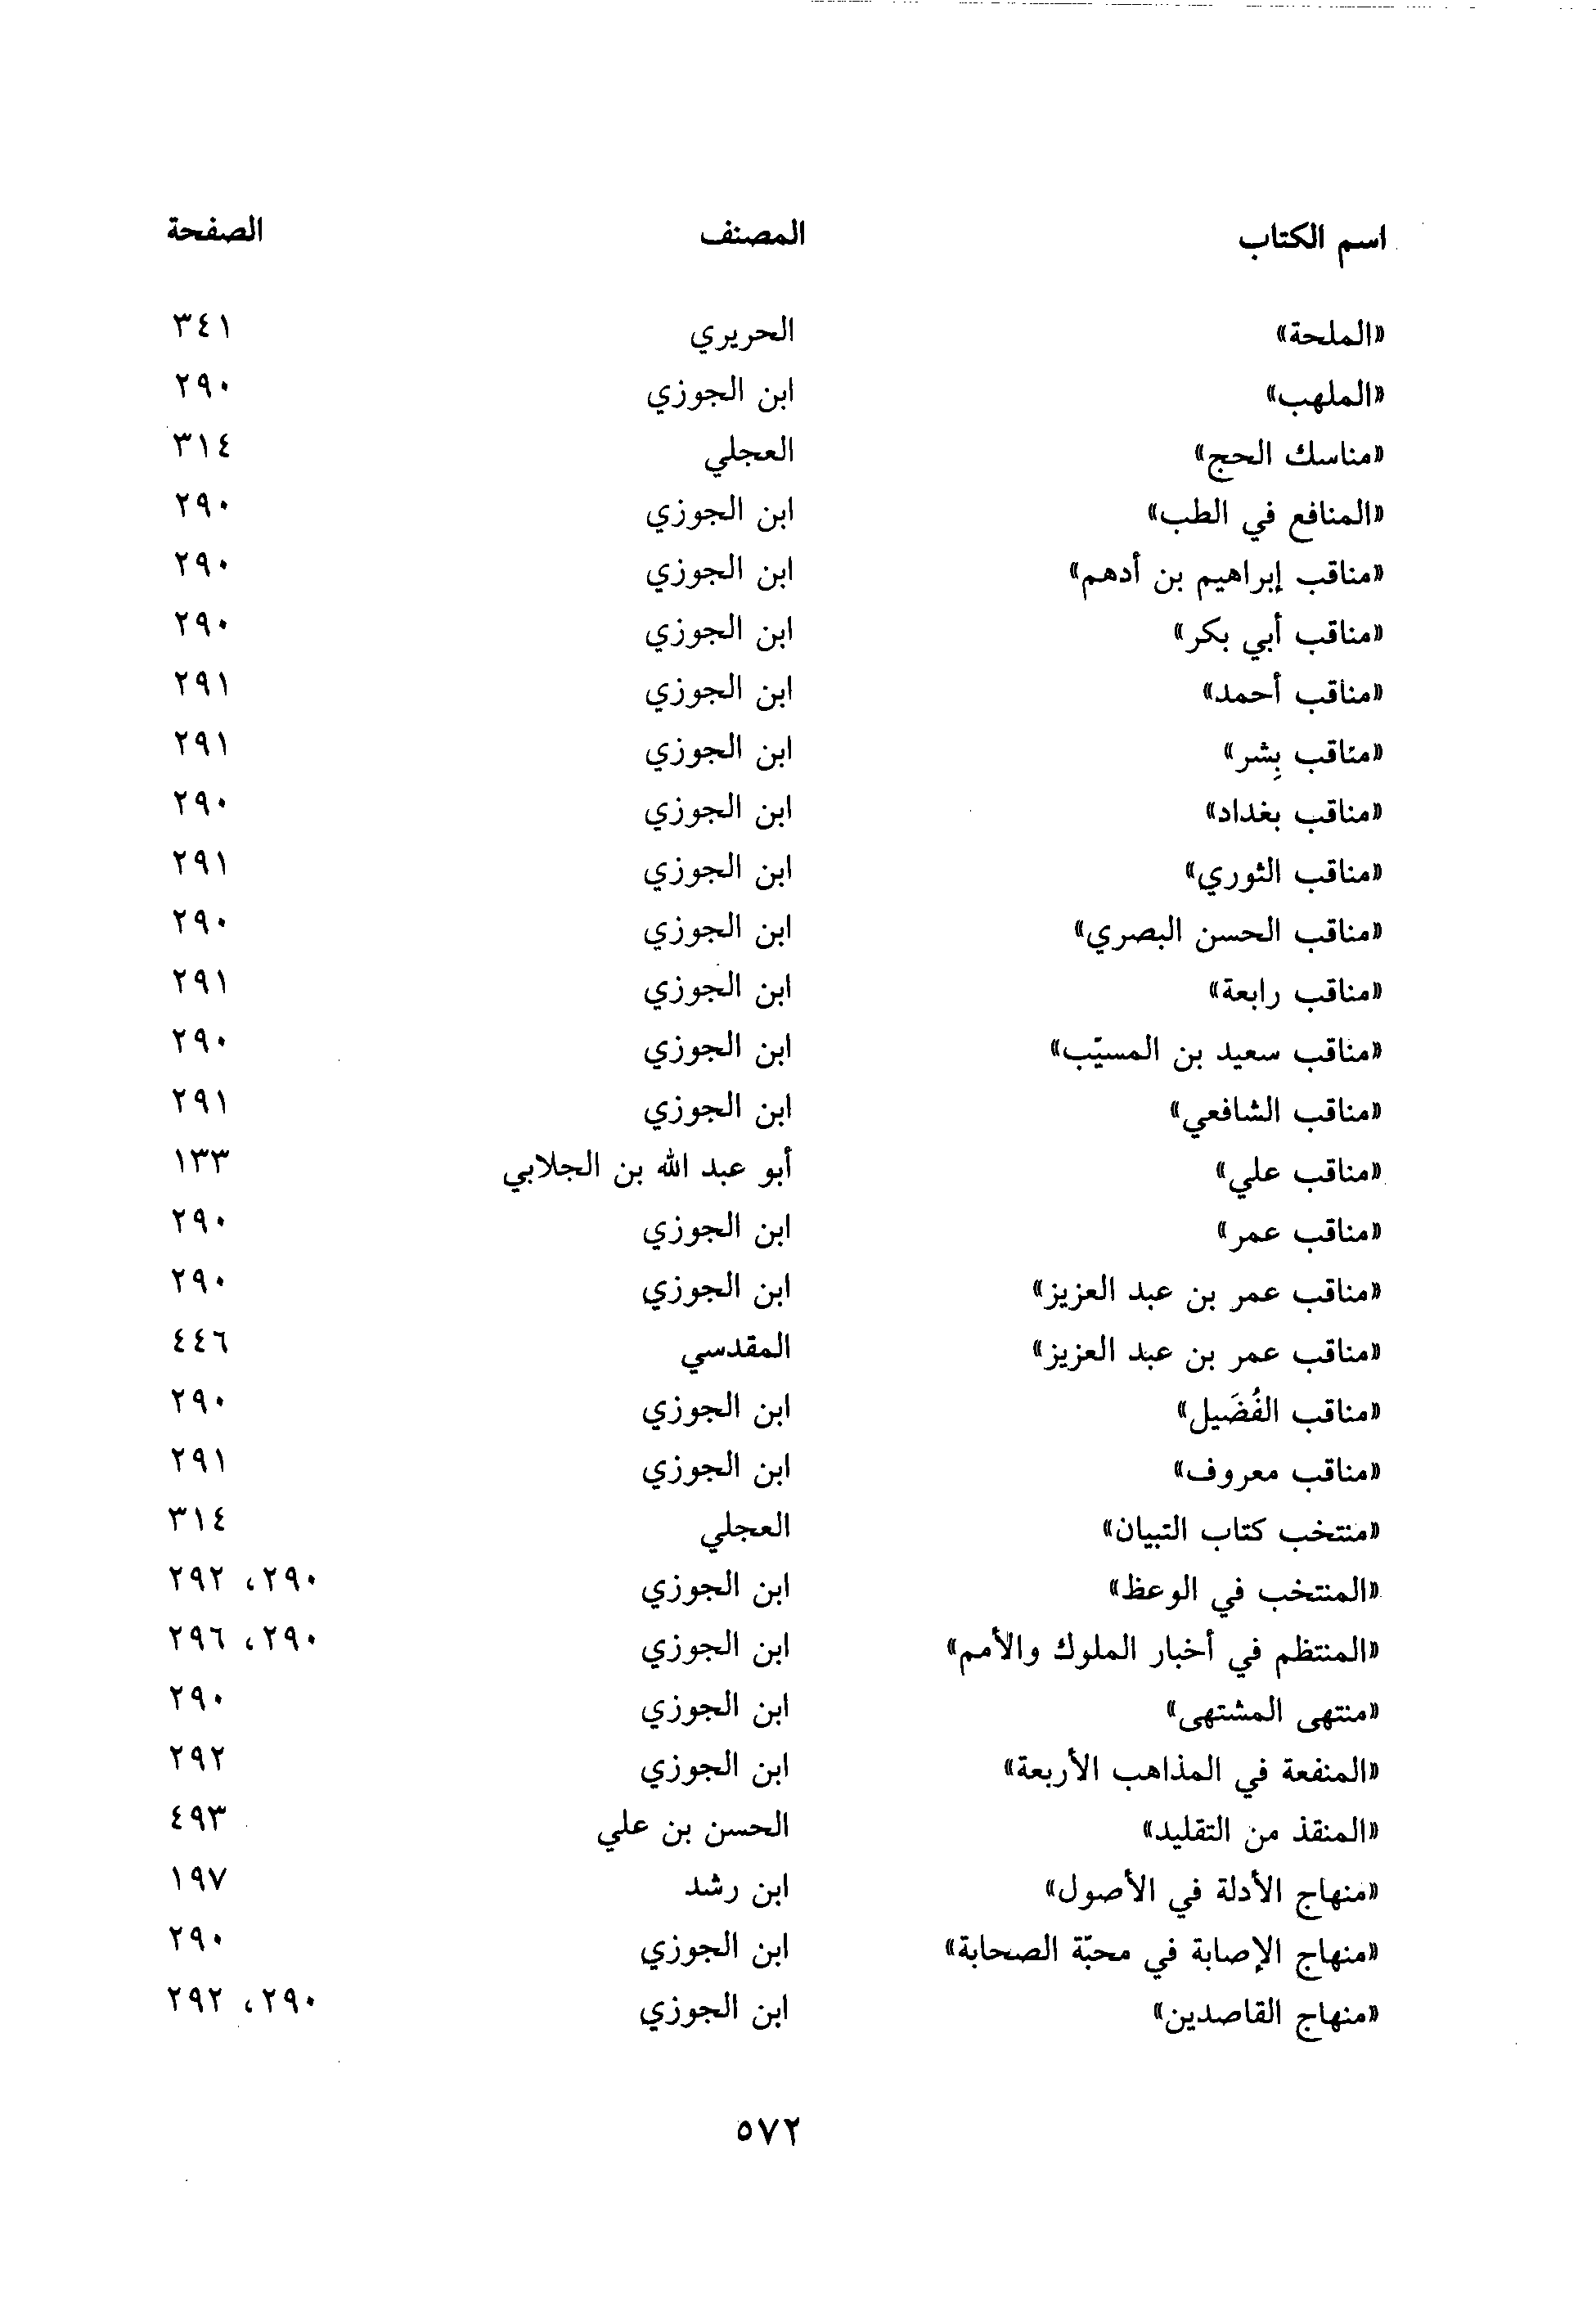 اسم الكتاب المصنف الصفحة
«الملحة» الحريري ٣٤١
«الملهب» ابن الجوزي ٢٩٠
«مناسك الحج» العجلي ٣١٤
«المنافع في الطب» ابن الجوزي ٢٩٠
«مناقب إبراهيم بن أدهم» ابن الجوزي ٢٩٠
«مناقب أبي بكر» ابن الجوزي ٢٩٠
«مناقب أحمد» ابن الجوزي ٢٩١
«مناقب بِشر» ابن الجوزي ٢٩١
«مناقب بغداد» ابن الجوزي ٢٩٠
«مناقب الثوري» ابن الجوزي ٢٩١
«مناقب الحسن البصري» ابن الجوزي ٢٩٠
«مناقب رابعة» ابن الجوزي ٢٩١
«مناقب سعيد بن المسيّب» ابن الجوزي ٢٩٠
«مناقب الشافعي» ابن الجوزي ٢٩١
«مناقب علي» أبو عبد الله بن الجلابي ١٣٣
«مناقب عمر» ابن الجوزي ٢٩٠
«مناقب عمر بن عبد العزيز» ابن الجوزي ٢٩٠
«مناقب عمر بن عبد العزيز» المقدسي ٤٤٦
«مناقب الفُضَيل» ابن الجوزي ٢٩٠
«مناقب معروف» ابن الجوزي ٢٩١
«منتخب كتاب التبيان» العجلي ٣١٤
«المنتخب في الوعظ» ابن الجوزي ٢٩٠، ٢٩٢
«المنتظم في أخبار الملوك والأمم» ابن الجوزي ٢٩٠، ٢٩٦
«منتهى المشتهى» ابن الجوزي ٢٩٠
«المنفعة في المذاهب الأربعة» ابن الجوزي ٢٩٢
«المنقذ من التقليد» الحسن بن علي ٤٩٣
«منهاج الأدلة في الأصول» ابن رشد ١٩٧
«منهاج الإصابة في محبّة الصحابة» ابن الجوزي ٢٩٠
«منهاج القاصدين» ابن الجوزي ٢٩٠، ٢٩٢
٥٧٢